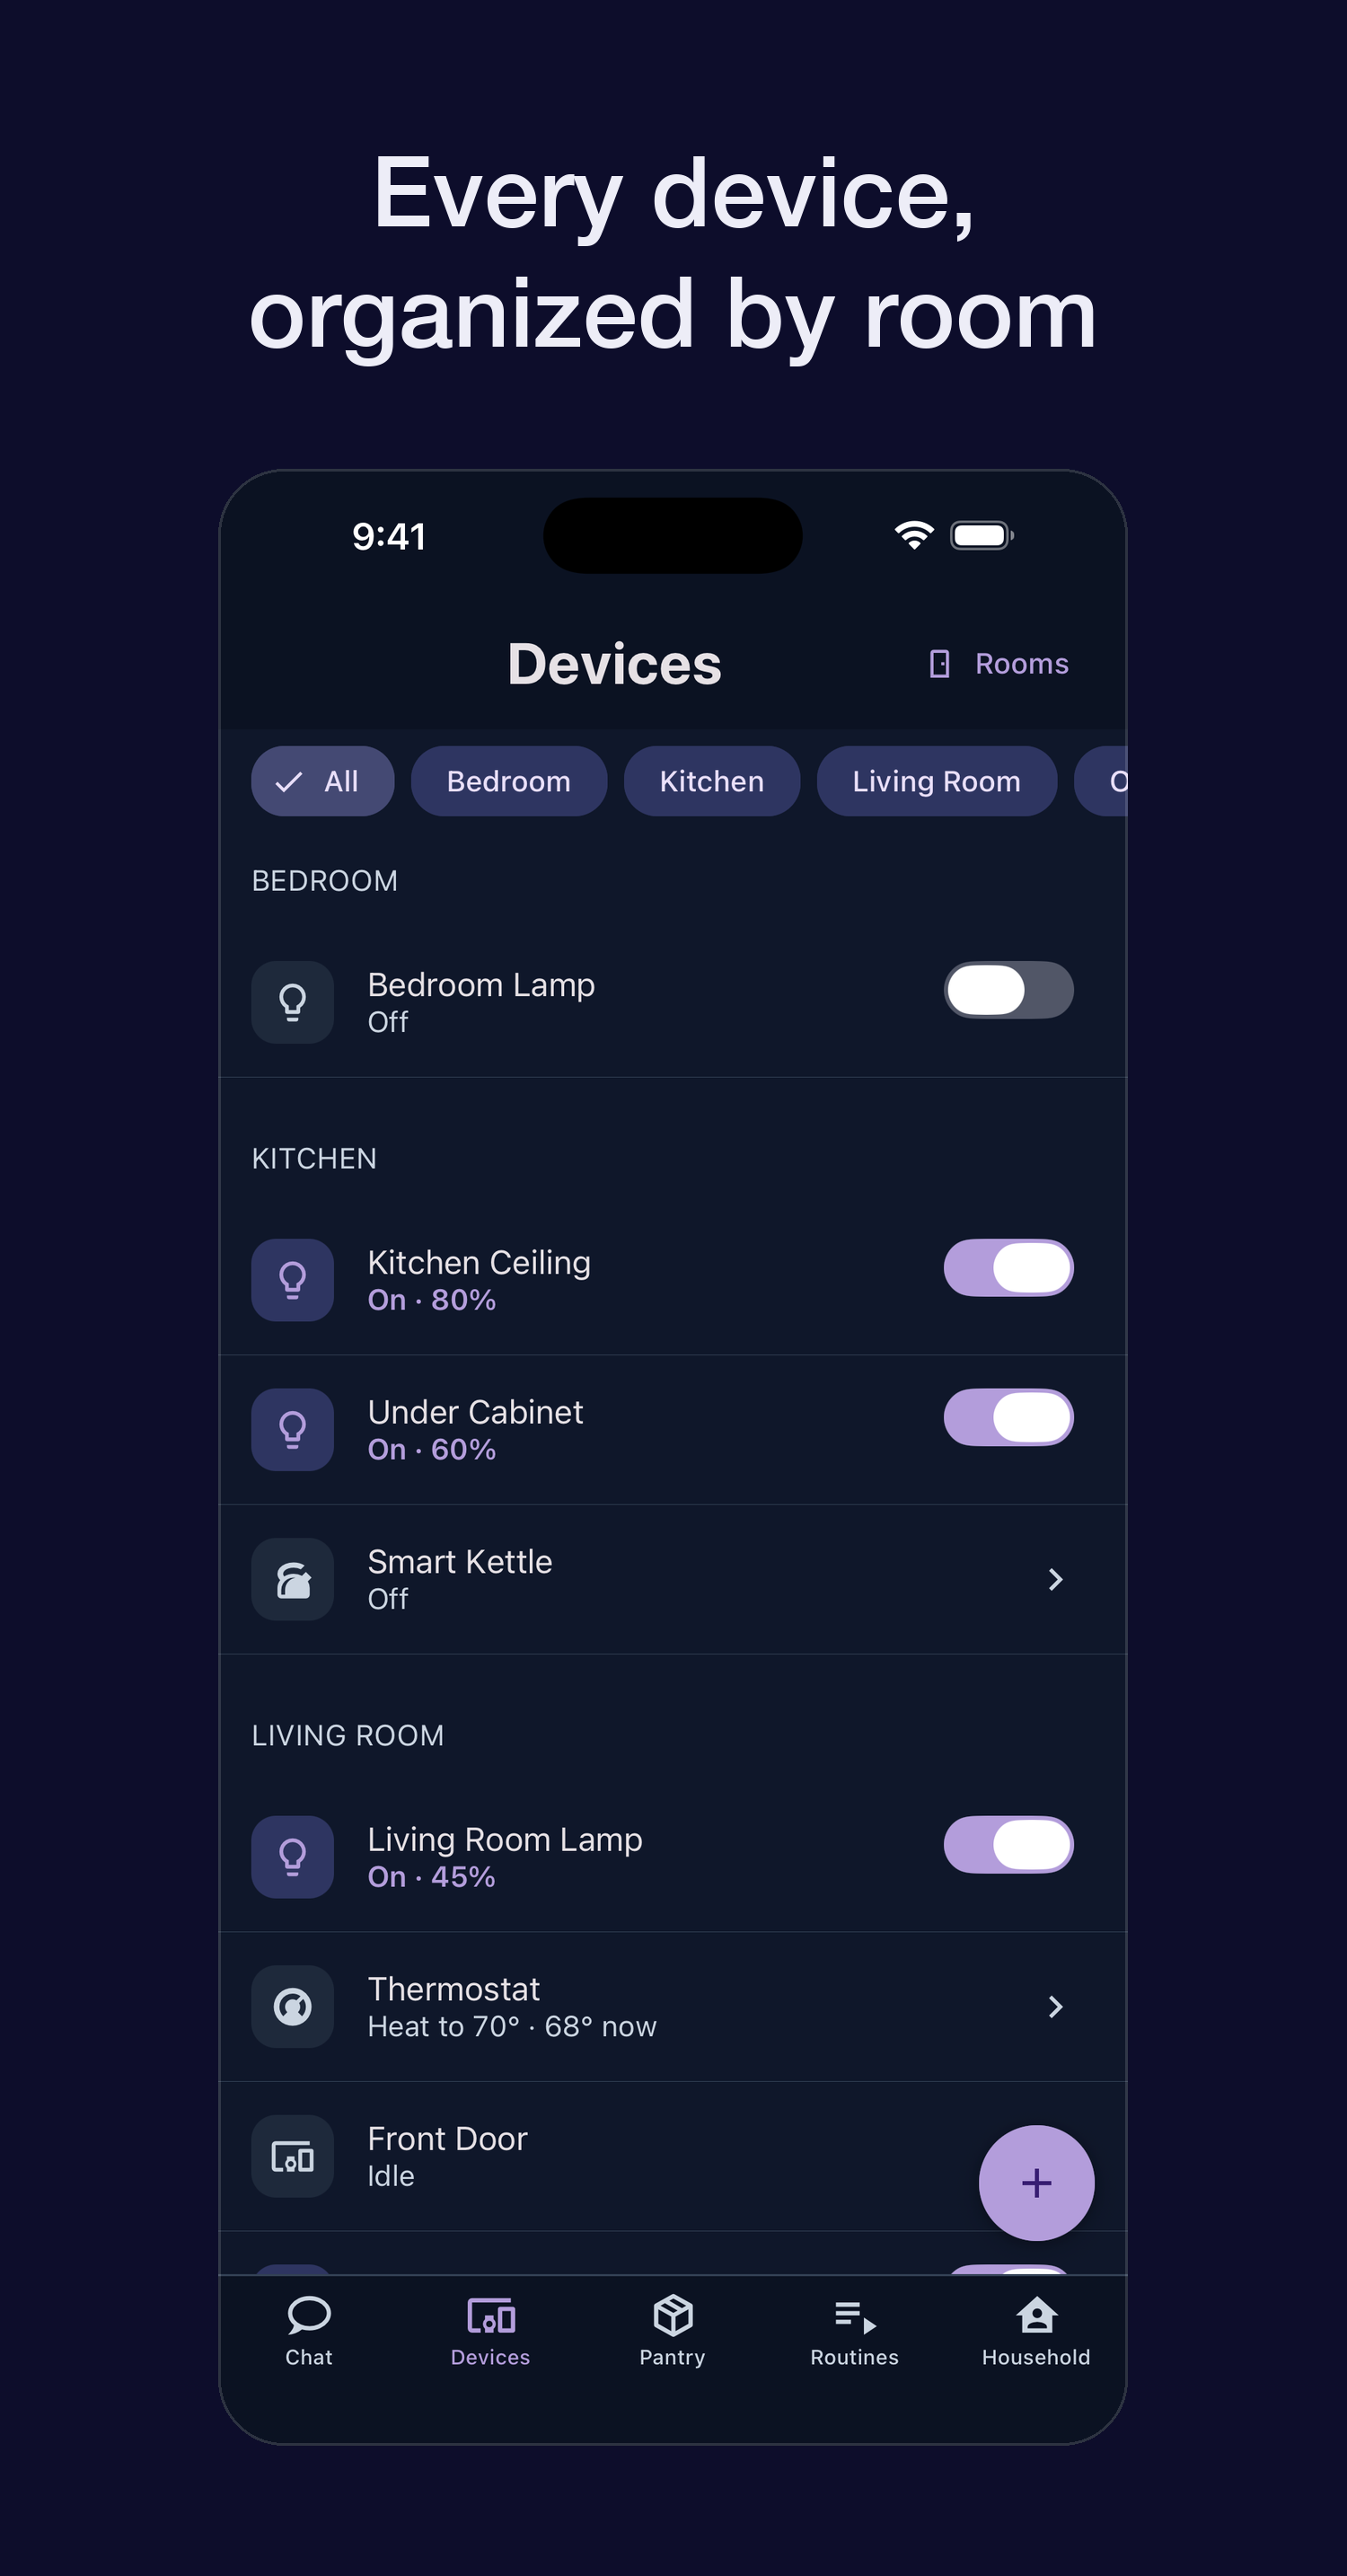 Every device,
organized by room
9:41
Devices
Rooms
All
Bedroom
Kitchen
Living Room
BEDROOM
Bedroom Lamp
Off
KITCHEN
Kitchen Ceiling
On · 80%
Under Cabinet
On · 60%
Smart Kettle
Off
LIVING ROOM
Living Room Lamp
On · 45%
Thermostat
Heat to 70° · 68° now
Front Door
Idle
Chat
Devices
Pantry
Routines
Household